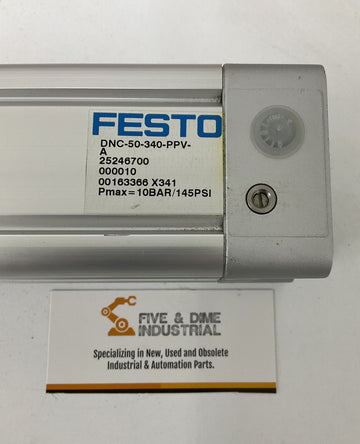 FESTO
DNC-50-340-PPV-
A
25246700
000010
00163366 X341
Pmax=10BAR/145PSI
FIVE & DIME
INDUSTRIAL
Specializing in New, Used and Obsolete
Industrial & Automation Parts.